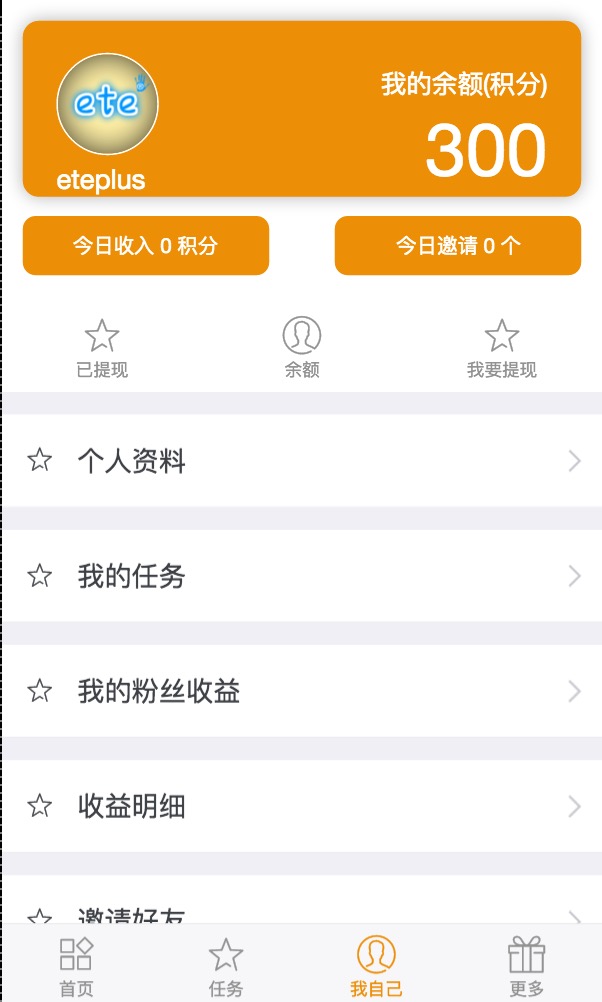 ete
我的余额(积分)
300
eteplus
今日收入 0 积分
今日邀请 0 个
已提现
余额
我要提现
个人资料
我的任务
我的粉丝收益
收益明细
邀请好友
首页
任务
我自己
更多